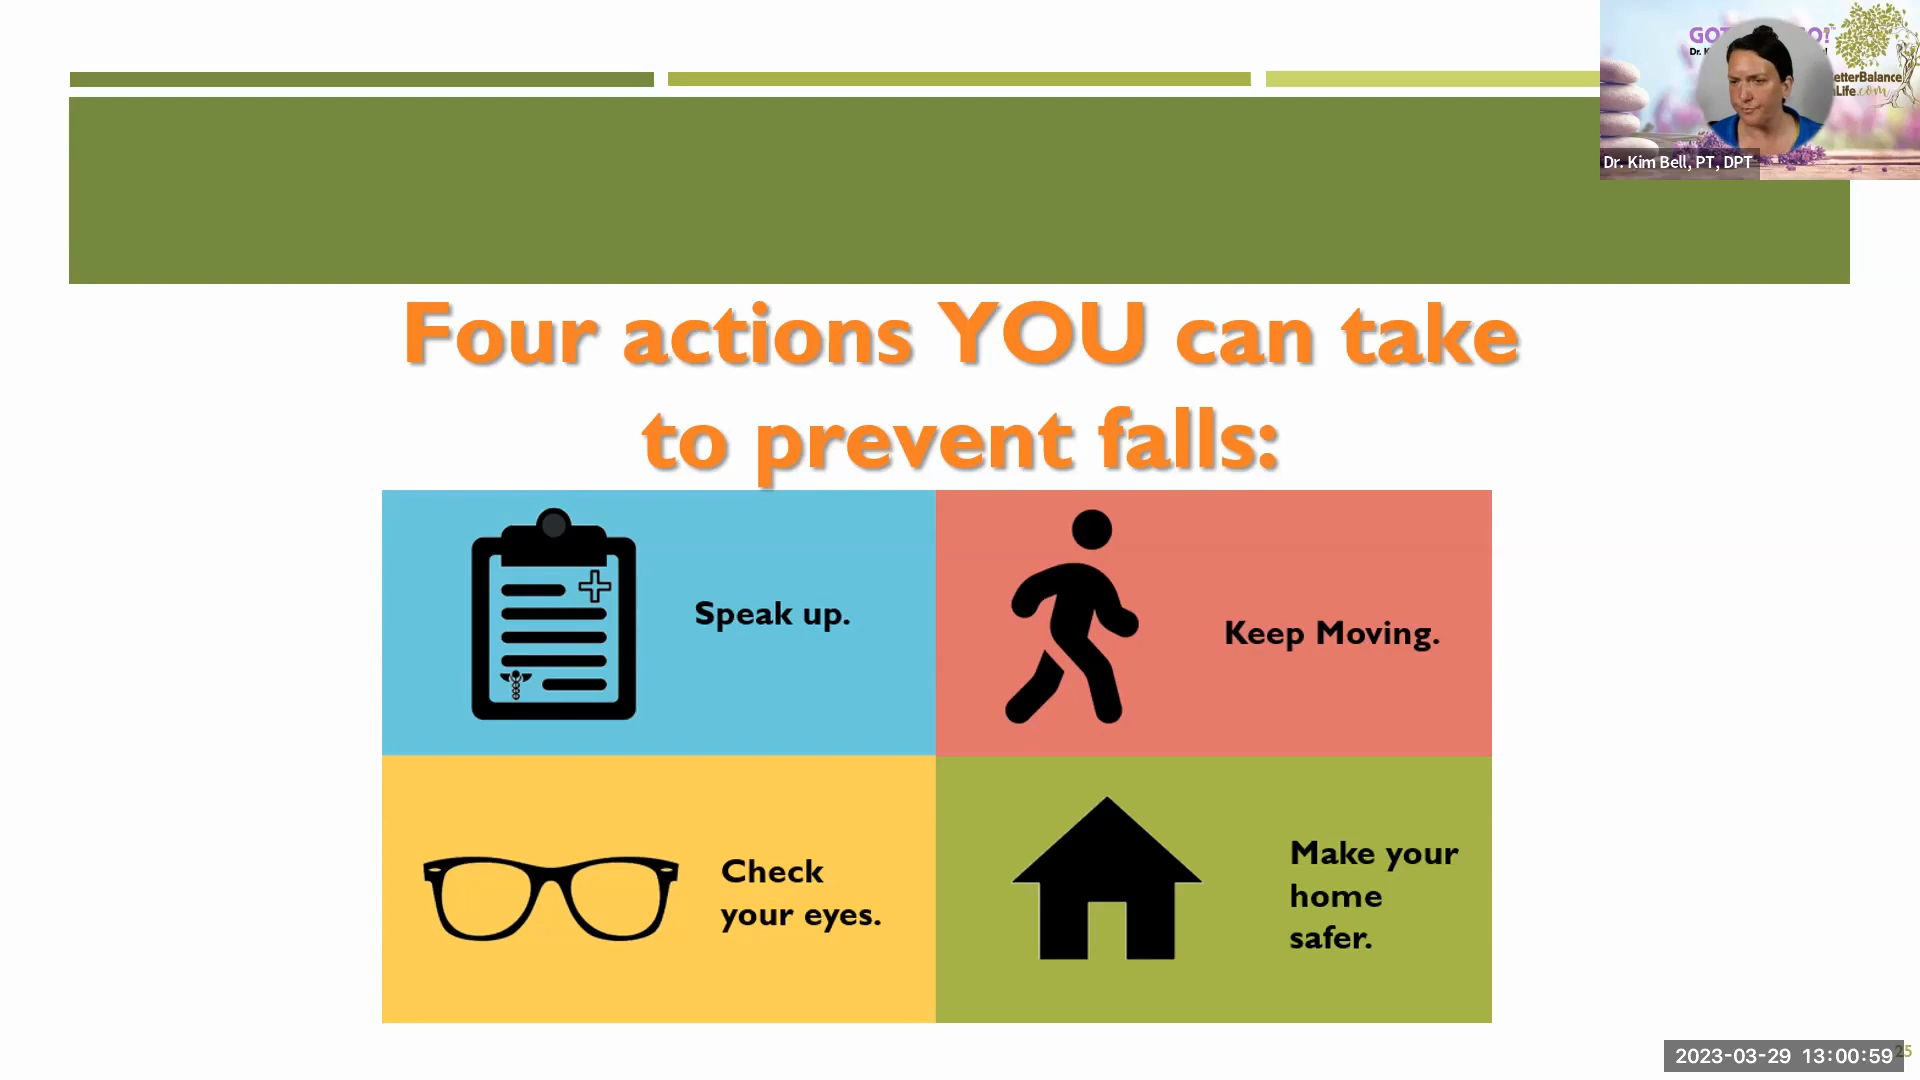 Dr. Kim Bell, PT, DPT
Four actions YOU can take
to prevent falls:
Speak up.
Keep Moving.
Check
your eyes.
Make your
home
safer.
2023-03-29 13:00:59
25